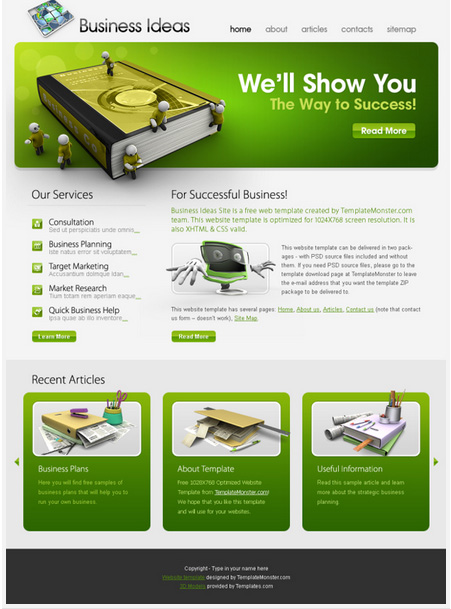 Business Ideas
home about articles contacts sitemap
We'll Show You
The Way to Success!
Read More
Our Services
Consultation
Sed ut perspiciatis unde omnis...
Business Planning
iste natus error sit voluptatem...
Target Marketing
Accusantium dolmque litan...
Market Research
Tium totam rem aperiam eaque...
Quick Business Help
Ipsa quae ab illo inventore...
Learn More
For Successful Business!
Business Ideas Site is a free web template created by TemplateMonster.com
team. This website template is optimized for 1024X768 screen resolution. It is
also XHTML & CSS valid.
This website template can be delivered in two pack-
ages - with PSD source files included and without
them. If you need PSD source files, please go to the
template download page at TemplateMonster to leave
the e-mail address that you want the template ZIP
package to be delivered to.
This website template has several pages: Home, About us, Articles, Contact us (note that contact
us form – doesn't work), Site Map.
Read More
Recent Articles
Business Plans
Here you will find free samples of
business plans that will help you to
run your own business.
About Template
Free 1028X768 Optimized Website
Template from TemplateMonster.com!
We hope that you like this template
and will use for your websites.
Useful Information
Read this sample article and learn
more about the strategic business
planning.
Copyright - Type in your name here
Website template designed by TemplateMonster.com
3D Models provided by Templates.com